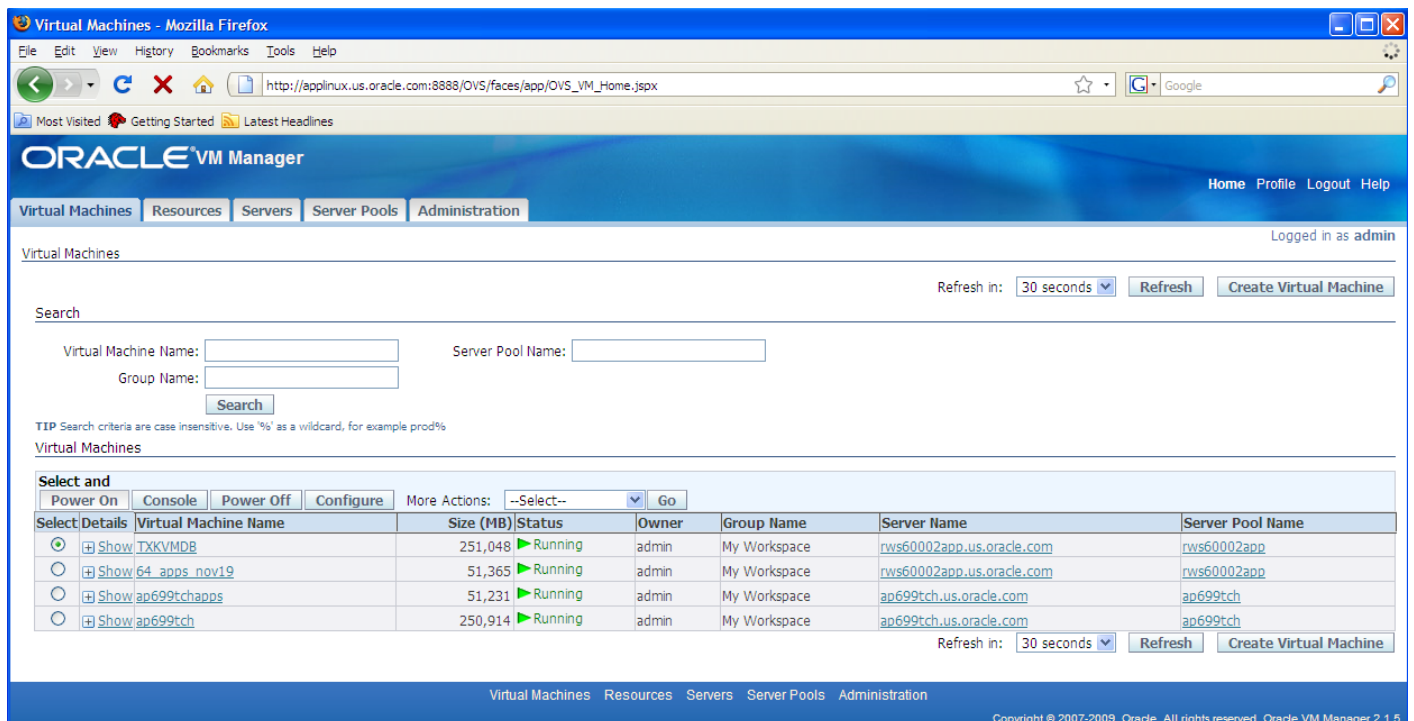 Virtual Machines - Mozilla Firefox
File Edit View History Bookmarks Tools Help
http://applinux.us.oracle.com:8888/OVS/faces/app/OVS_VM_Home.jspx
G Google
Most Visited Getting Started Latest Headlines
ORACLE VM Manager
Home Profile Logout Help
Virtual Machines Resources Servers Server Pools Administration
Logged in as admin
Virtual Machines
Refresh in: 30 seconds Refresh Create Virtual Machine
Search
Virtual Machine Name: Server Pool Name:
Group Name:
Search
TIP Search criteria are case insensitive. Use '%' as a wildcard, for example prod%
Virtual Machines
Select and
Power On Console Power Off Configure More Actions: --Select-- Go
Select Details Virtual Machine Name Size (MB) Status Owner Group Name Server Name Server Pool Name
Show TXKVMDB 251,048 Running admin My Workspace rws60002app.us.oracle.com rws60002app
Show 64_apps_nov19 51,365 Running admin My Workspace rws60002app.us.oracle.com rws60002app
Show ap699tchapps 51,231 Running admin My Workspace ap699tch.us.oracle.com ap699tch
Show ap699tch 250,914 Running admin My Workspace ap699tch.us.oracle.com ap699tch
Refresh in: 30 seconds Refresh Create Virtual Machine
Virtual Machines Resources Servers Server Pools Administration
Copyright © 2007-2009, Oracle. All rights reserved. Oracle VM Manager 2.1.5